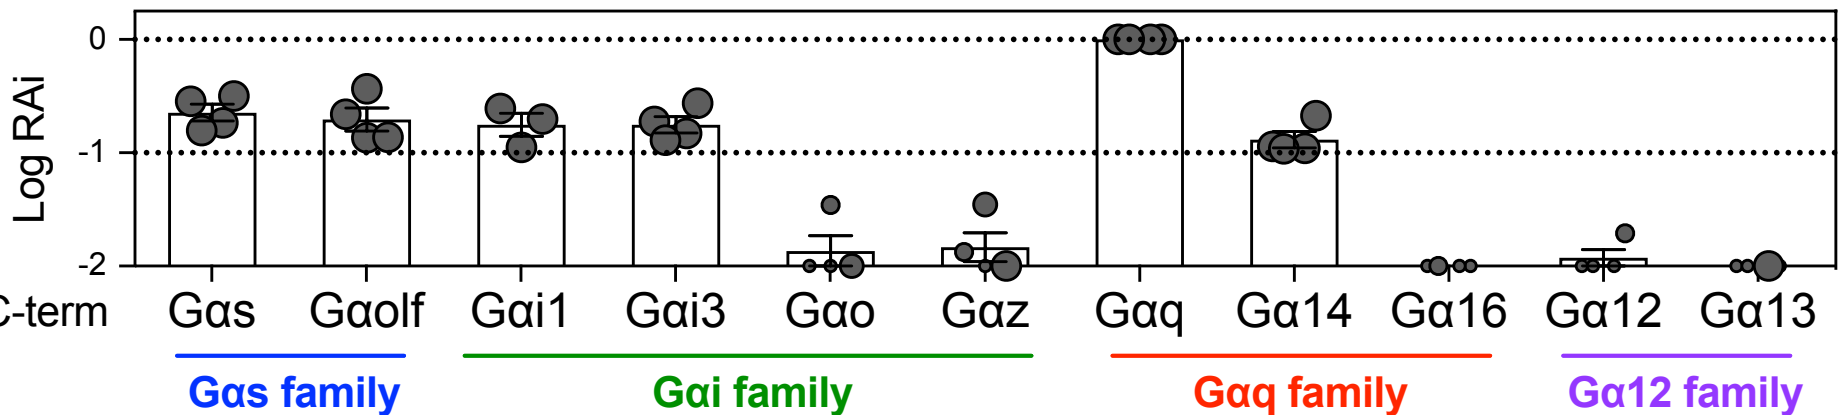 0
Log RAi
-1
-2
C-term Gαs Gαolf Gαi1 Gαi3 Gαo Gαz Gαq Gα14 Gα16 Gα12 Gα13
Gαs family Gαi family Gαq family Gα12 family